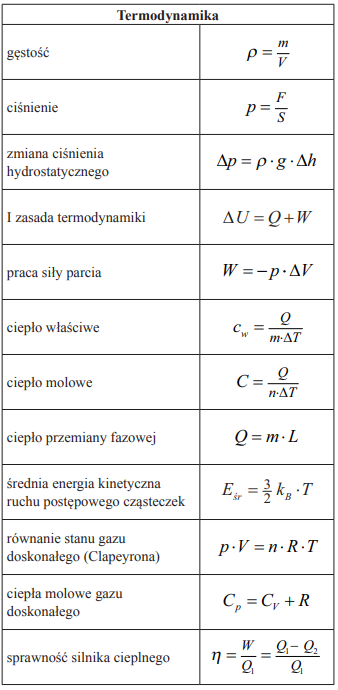 Termodynamika
gęstość
ρ = m/V
ciśnienie
p = F/S
zmiana ciśnienia
hydrostatycznego
Δp = ρ · g · Δh
I zasada termodynamiki
ΔU = Q + W
praca siły parcia
W = −p · ΔV
ciepło właściwe
c_w = Q/(m·ΔT)
ciepło molowe
C = Q/(n·ΔT)
ciepło przemiany fazowej
Q = m · L
średnia energia kinetyczna
ruchu postępowego cząsteczek
E_śr = 3/2 k_B · T
równanie stanu gazu
doskonałego (Clapeyrona)
p · V = n · R · T
ciepła molowe gazu
doskonałego
C_p = C_V + R
sprawność silnika cieplnego
η = W/Q₁ = (Q₁ − Q₂)/Q₁